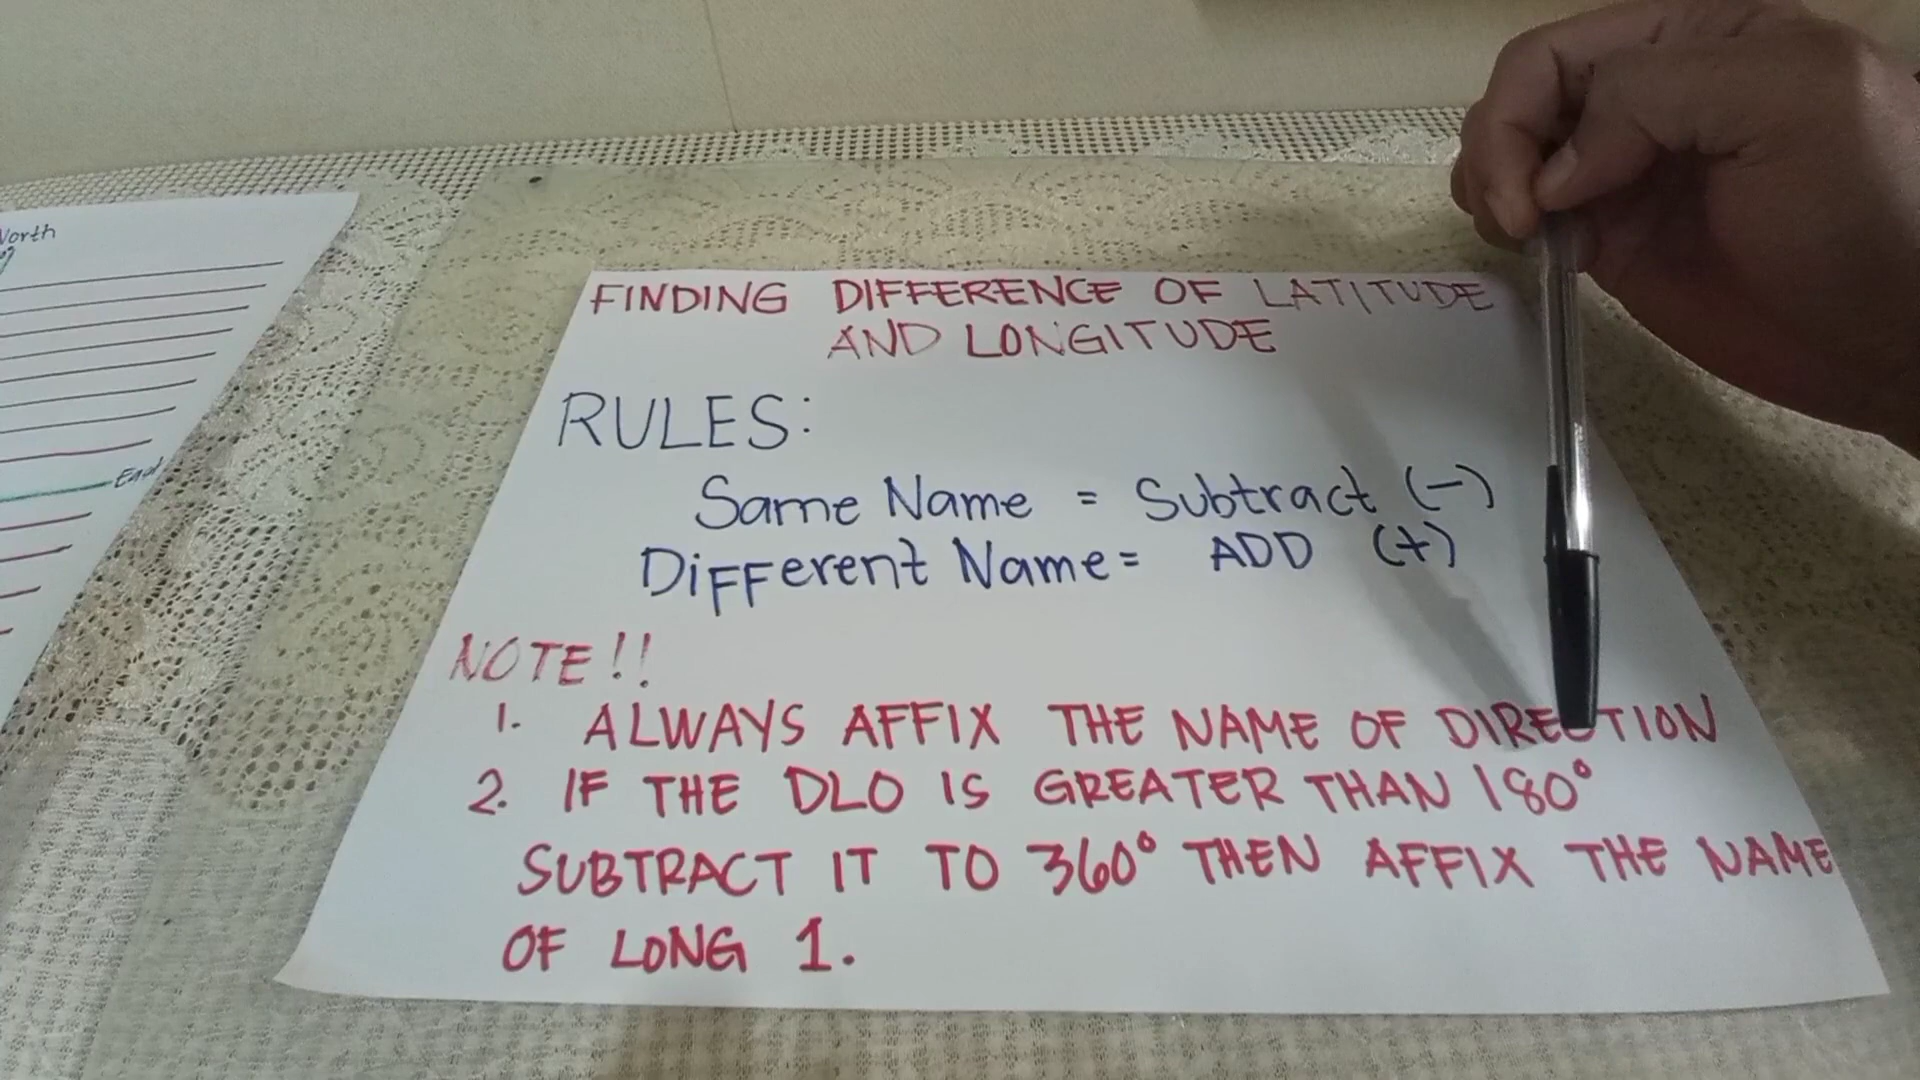 North
East
FINDING DIFFERENCE OF LATITUDE
AND LONGITUDE
RULES:
Same Name = Subtract (-)
Different Name = ADD (+)
NOTE!!
1. ALWAYS AFFIX THE NAME OF DIRECTION
2. IF THE DLO IS GREATER THAN 180°
SUBTRACT IT TO 360° THEN AFFIX THE NAME
OF LONG 1.